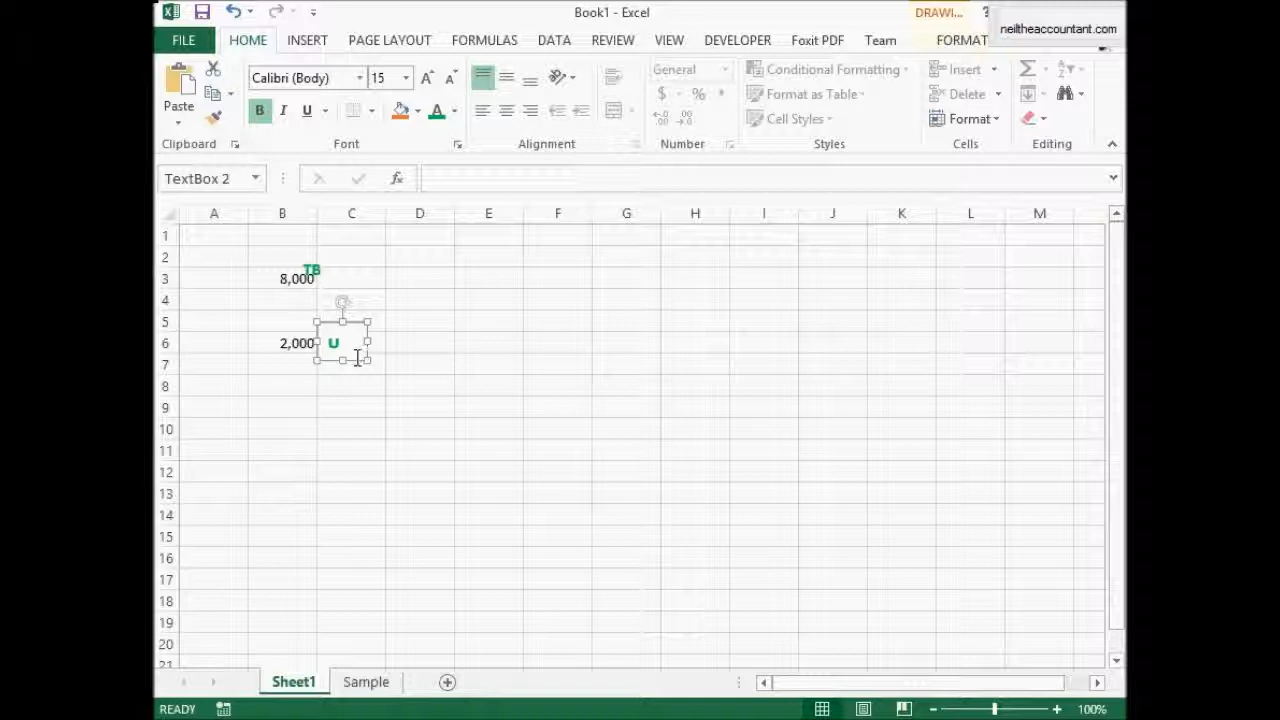 Book1 - Excel
DRAWI...
?
neiltheaccountant.com
FILE
HOME
INSERT
PAGE LAYOUT
FORMULAS
DATA
REVIEW
VIEW
DEVELOPER
Foxit PDF
Team
FORMAT
Paste
Calibri (Body)
15
B I U
General
$ %
Conditional Formatting
Format as Table
Cell Styles
Insert
Delete
Format
Clipboard
Font
Alignment
Number
Styles
Cells
Editing
TextBox 2
fx
A B C D E F G H I J K L M
1
2
TB
3 8,000
4
5
6 2,000 U
7
8
9
10
11
12
13
14
15
16
17
18
19
20
21
Sheet1
Sample
READY
100%